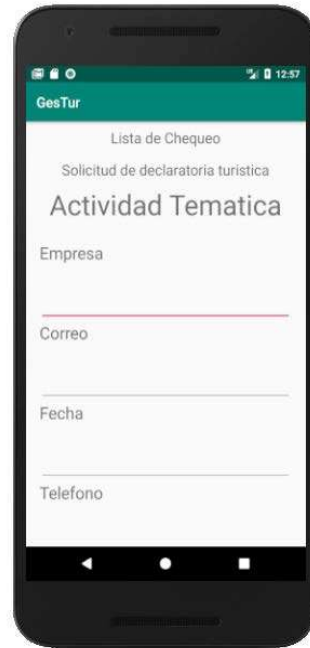 12:57
GesTur
Lista de Chequeo
Solicitud de declaratoria turistica
Actividad Tematica
Empresa
Correo
Fecha
Telefono